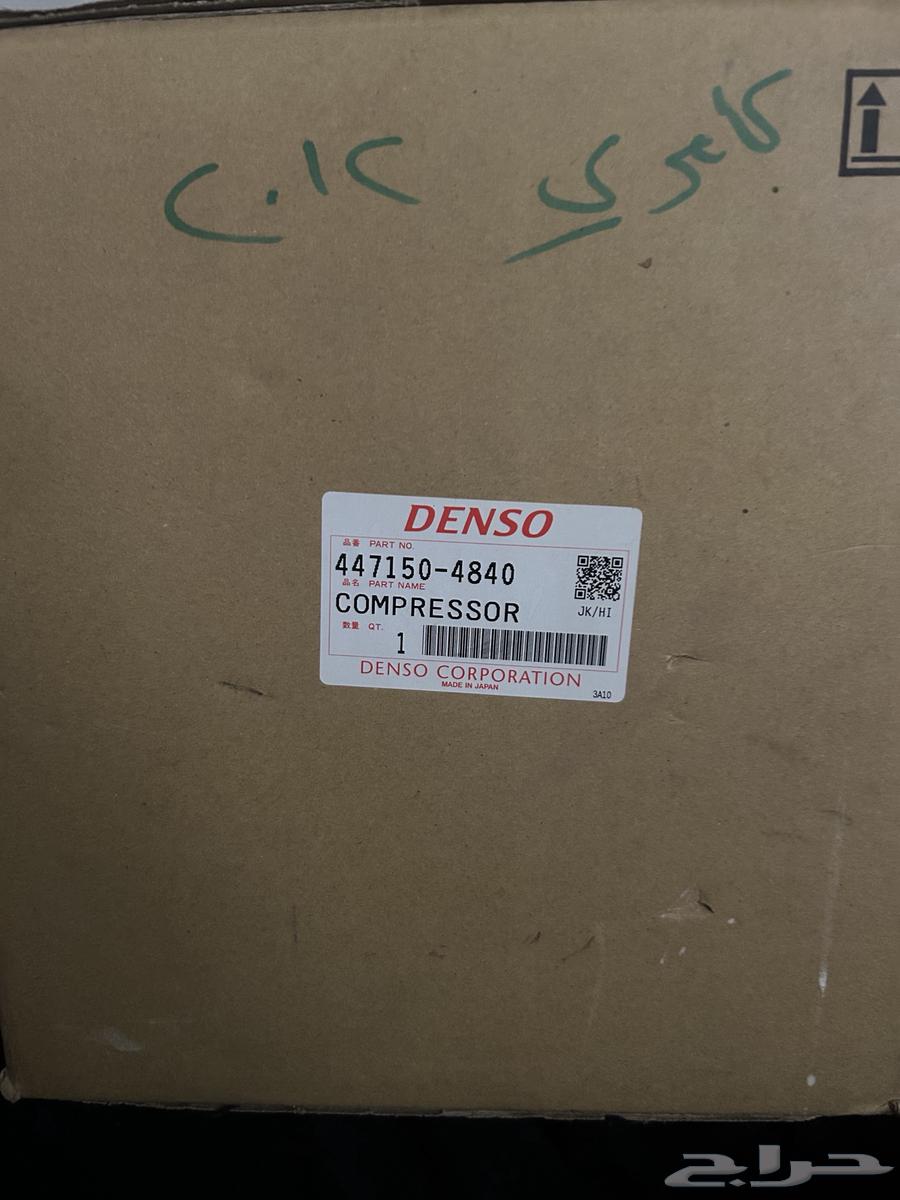 كامري ٢٠١٢
DENSO
品番 PART NO.
447150-4840
品名 PART NAME
COMPRESSOR
JK/HI
数量 QT.
1
DENSO CORPORATION
MADE IN JAPAN
3A10
حراج